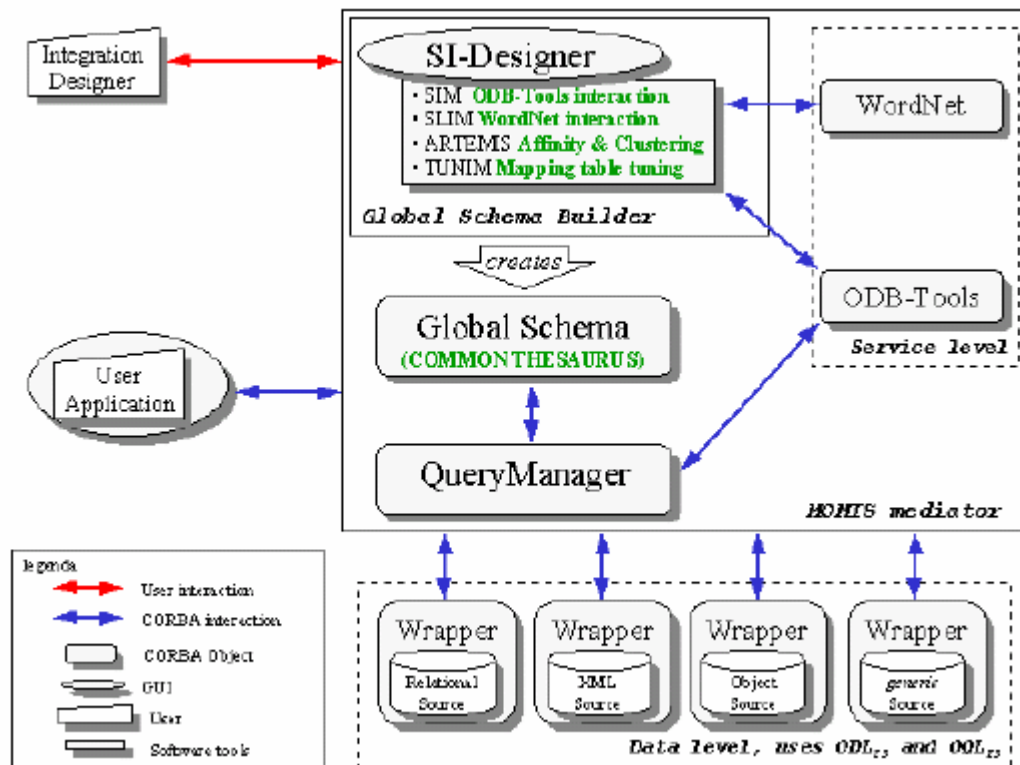 Integration
Designer
SI-Designer
• SIM ODB-Tools interaction
• SLIM WordNet interaction
• ARTEMIS Affinity & Clustering
• TUNIM Mapping table tuning
Global Schema Builder
WordNet
ODB-Tools
Service level
creates
Global Schema
(COMMON THESAURUS)
User
Application
QueryManager
MOMIS mediator
legenda
User interaction
CORBA interaction
CORBA Object
GUI
User
Software tools
Wrapper
Relational
Source
Wrapper
XML
Source
Wrapper
Object
Source
Wrapper
generic
Source
Data level, uses ODL_I3 and OQL_I3